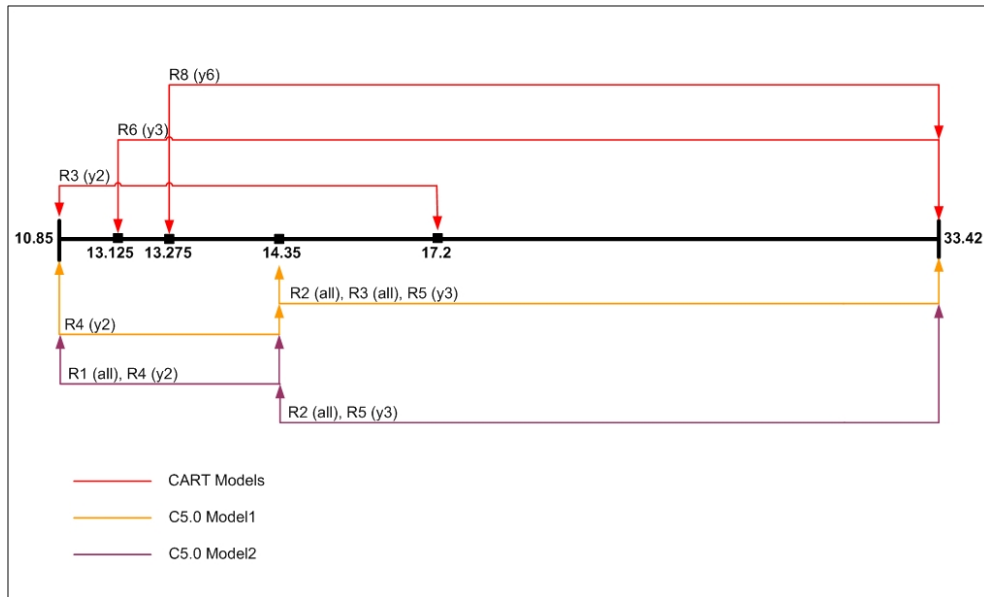 R8 (y6)
R6 (y3)
R3 (y2)
10.85
33.42
13.125
13.275
14.35
17.2
R2 (all), R3 (all), R5 (y3)
R4 (y2)
R1 (all), R4 (y2)
R2 (all), R5 (y3)
CART Models
C5.0 Model1
C5.0 Model2